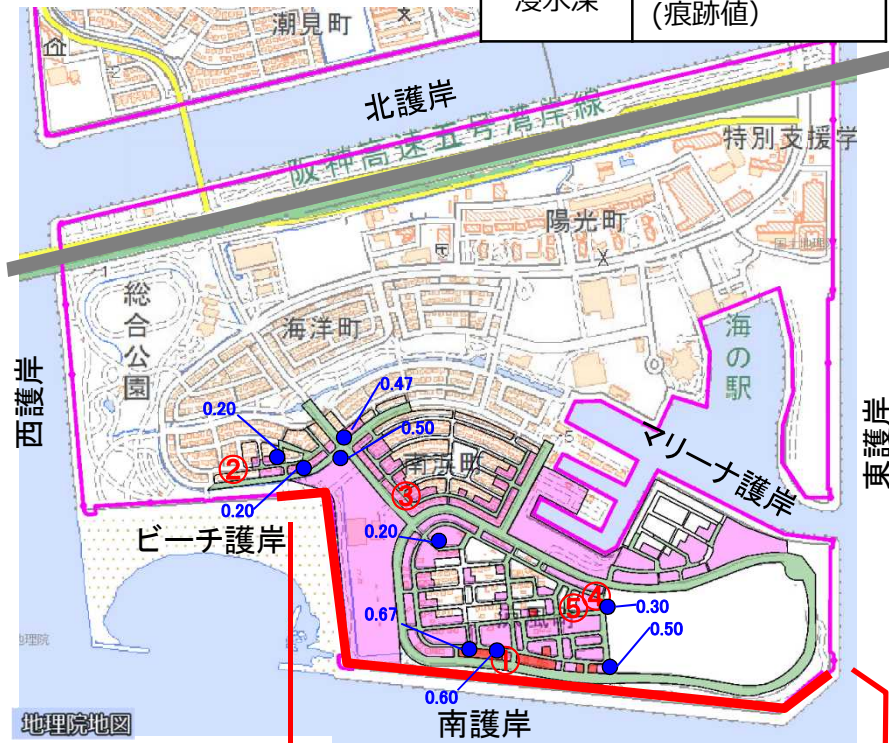 浸水深
(痕跡値)
潮見町
北護岸
阪神高速五号湾岸線
特別支援学
陽光町
総合公園
海洋町
海の駅
西護岸
東護岸
0.47
0.20
0.50
②
南浜町
マリーナ護岸
③
0.20
ビーチ護岸
0.20
④
⑤
0.30
0.67
0.50
①
0.60
地理院地図
南護岸